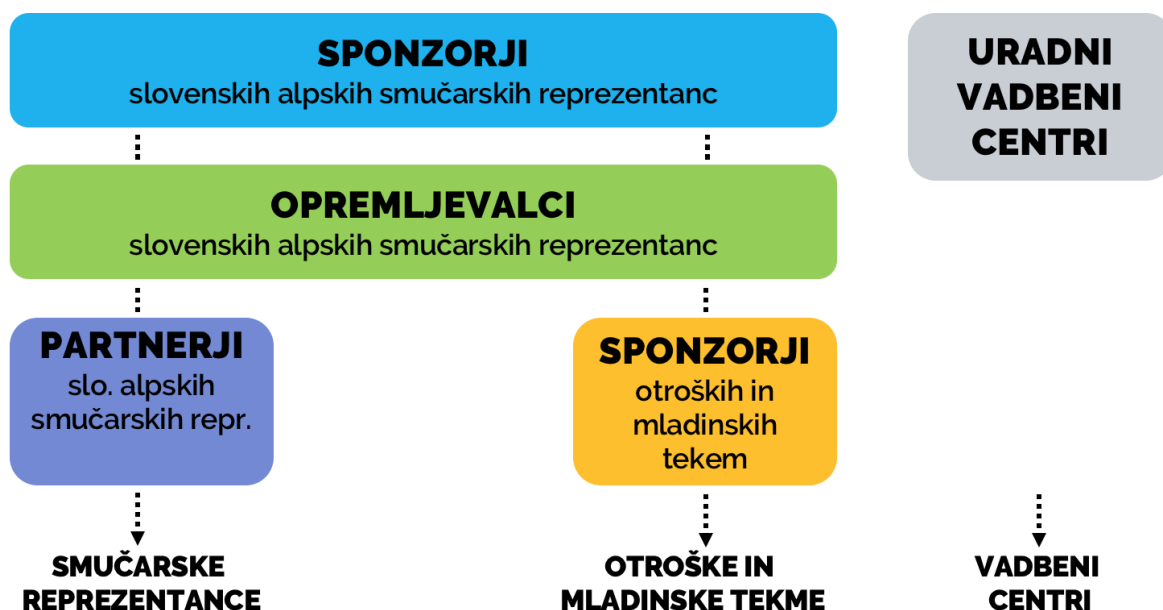 SPONZORJI
slovenskih alpskih smučarskih reprezentanc
URADNI
VADBENI
CENTRI
OPREMLJEVALCI
slovenskih alpskih smučarskih reprezentanc
PARTNERJI
slo. alpskih
smučarskih repr.
SPONZORJI
otroških in
mladinskih
tekem
SMUČARSKE
REPREZENTANCE
OTROŠKE IN
MLADINSKE TEKME
VADBENI
CENTRI